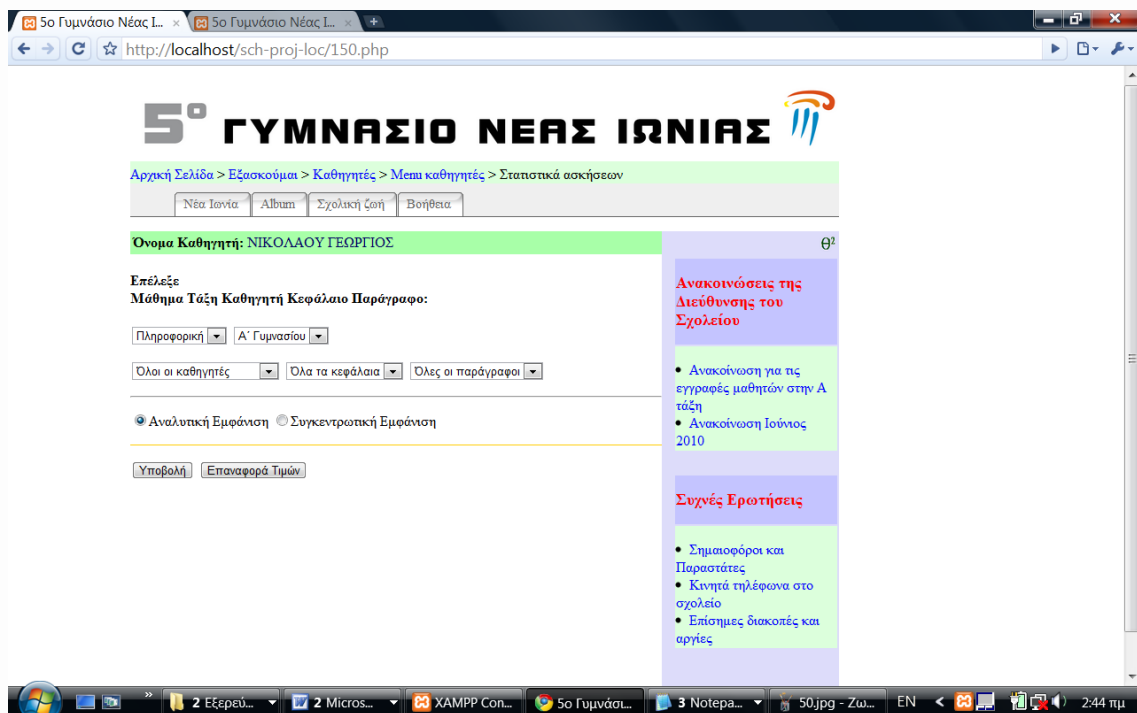 5ο Γυμνάσιο Νέας Ι...
5ο Γυμνάσιο Νέας Ι...
http://localhost/sch-proj-loc/150.php
5° ΓΥΜΝΑΣΙΟ ΝΕΑΣ ΙΩΝΙΑΣ
Αρχική Σελίδα > Εξασκούμαι > Καθηγητές > Menu καθηγητές > Στατιστικά ασκήσεων
Νέα Ιωνία Album Σχολική ζωή Βοήθεια
Όνομα Καθηγητή: ΝΙΚΟΛΑΟΥ ΓΕΩΡΓΙΟΣ
Επέλεξε
Μάθημα Τάξη Καθηγητή Κεφάλαιο Παράγραφο:
Πληροφορική Α΄ Γυμνασίου
Όλοι οι καθηγητές Όλα τα κεφάλαια Όλες οι παράγραφοι
Αναλυτική Εμφάνιση Συγκεντρωτική Εμφάνιση
Υποβολή Επαναφορά Τιμών
θ²
Ανακοινώσεις της
Διεύθυνσης του
Σχολείου
• Ανακοίνωση για τις
εγγραφές μαθητών στην Α
τάξη
• Ανακοίνωση Ιούνιος
2010
Συχνές Ερωτήσεις
• Σημαιοφόροι και
Παραστάτες
• Κινητά τηλέφωνα στο
σχολείο
• Επίσημες διακοπές και
αργίες
2 Εξερεύ... 2 Micros... XAMPP Con... 5ο Γυμνάσι... 3 Notepa... 50.jpg - Ζω... EN 2:44 πμ